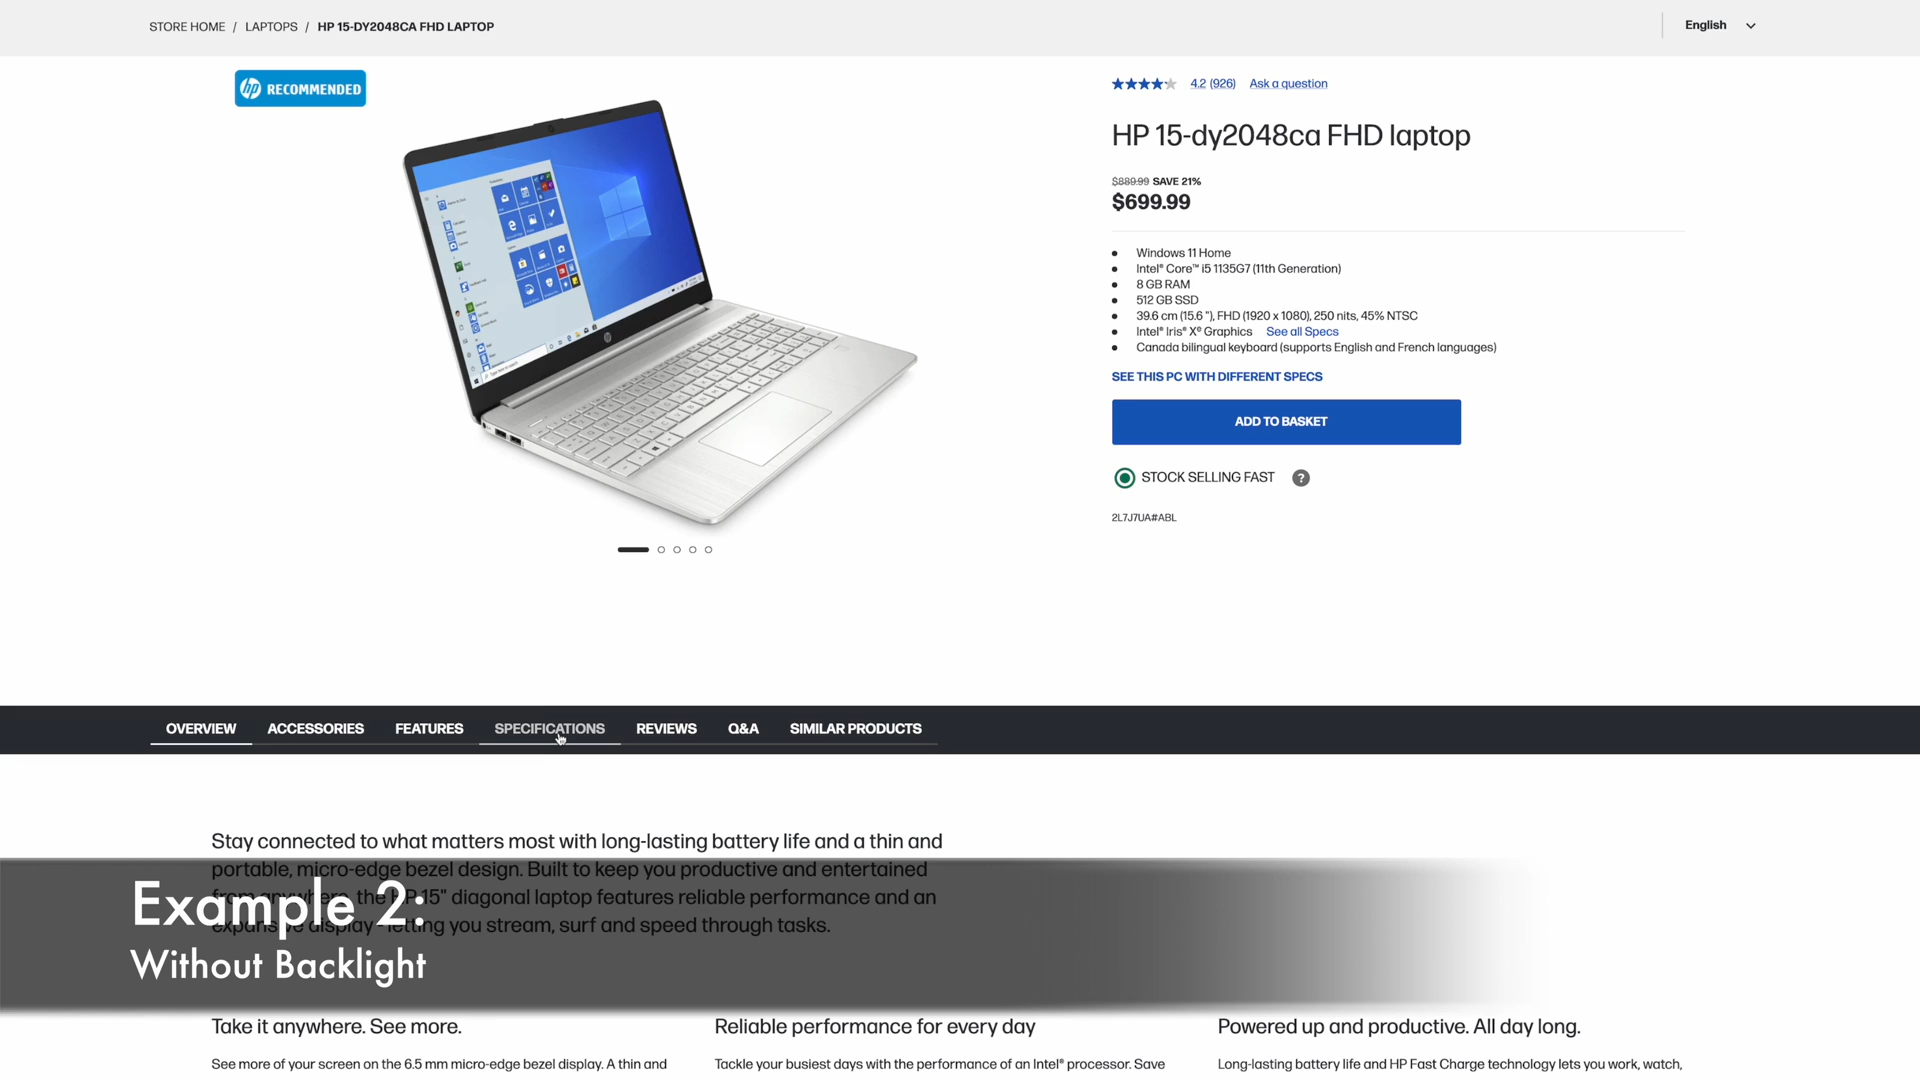 STORE HOME / LAPTOPS / HP 15-DY2048CA FHD LAPTOP
English
hp RECOMMENDED
4.2 (926) Ask a question
HP 15-dy2048ca FHD laptop
$889.99 SAVE 21%
$699.99
Windows 11 Home
Intel® Core™ i5 1135G7 (11th Generation)
8 GB RAM
512 GB SSD
39.6 cm (15.6 "), FHD (1920 x 1080), 250 nits, 45% NTSC
Intel® Iris® Xᵉ Graphics See all Specs
Canada bilingual keyboard (supports English and French languages)
SEE THIS PC WITH DIFFERENT SPECS
ADD TO BASKET
STOCK SELLING FAST ?
2L7J7UA#ABL
OVERVIEW ACCESSORIES FEATURES SPECIFICATIONS REVIEWS Q&A SIMILAR PRODUCTS
Stay connected to what matters most with long-lasting battery life and a thin and
portable, micro-edge bezel design. Built to keep you productive and entertained
from anywhere, the HP 15" diagonal laptop features reliable performance and an
expansive display - letting you stream, surf and speed through tasks.
Example 2:
Without Backlight
Take it anywhere. See more.
See more of your screen on the 6.5 mm micro-edge bezel display. A thin and
Reliable performance for every day
Tackle your busiest days with the performance of an Intel® processor. Save
Powered up and productive. All day long.
Long-lasting battery life and HP Fast Charge technology lets you work, watch,